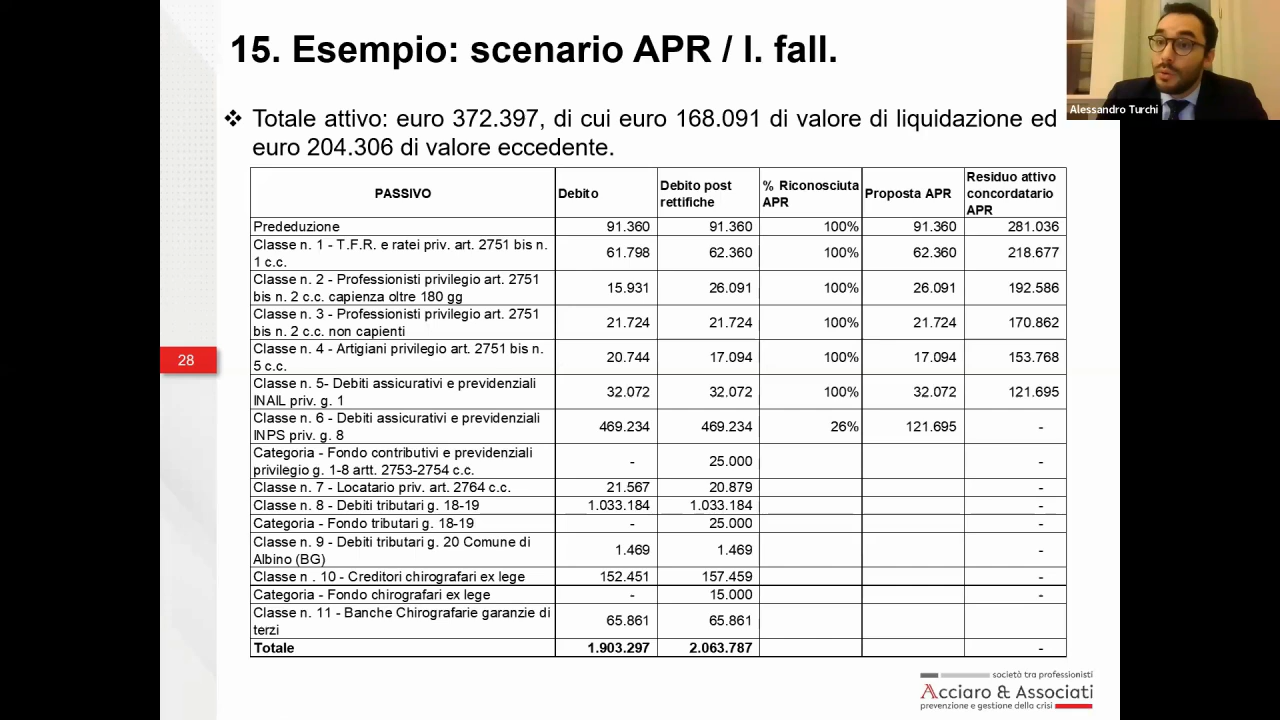 15. Esempio: scenario APR / l. fall.
Alessandro Turchi
❖ Totale attivo: euro 372.397, di cui euro 168.091 di valore di liquidazione ed
euro 204.306 di valore eccedente.
PASSIVO Debito Debito post rettifiche % Riconosciuta APR Proposta APR Residuo attivo concordatario APR
Prededuzione 91.360 91.360 100% 91.360 281.036
Classe n. 1 - T.F.R. e ratei priv. art. 2751 bis n.
1 c.c. 61.798 62.360 100% 62.360 218.677
Classe n. 2 - Professionisti privilegio art. 2751
bis n. 2 c.c. capienza oltre 180 gg 15.931 26.091 100% 26.091 192.586
Classe n. 3 - Professionisti privilegio art. 2751
bis n. 2 c.c. non capienti 21.724 21.724 100% 21.724 170.862
Classe n. 4 - Artigiani privilegio art. 2751 bis n.
5 c.c. 20.744 17.094 100% 17.094 153.768
Classe n. 5- Debiti assicurativi e previdenziali
INAIL priv. g. 1 32.072 32.072 100% 32.072 121.695
Classe n. 6 - Debiti assicurativi e previdenziali
INPS priv. g. 8 469.234 469.234 26% 121.695 -
Categoria - Fondo contributivi e previdenziali
privilegio g. 1-8 artt. 2753-2754 c.c. - 25.000 -
Classe n. 7 - Locatario priv. art. 2764 c.c. 21.567 20.879 -
Classe n. 8 - Debiti tributari g. 18-19 1.033.184 1.033.184 -
Categoria - Fondo tributari g. 18-19 - 25.000 -
Classe n. 9 - Debiti tributari g. 20 Comune di
Albino (BG) 1.469 1.469 -
Classe n . 10 - Creditori chirografari ex lege 152.451 157.459 -
Categoria - Fondo chirografari ex lege - 15.000 -
Classe n. 11 - Banche Chirografarie garanzie di
terzi 65.861 65.861 -
Totale 1.903.297 2.063.787 -
28
società tra professionisti
Acciaro & Associati
prevenzione e gestione della crisi